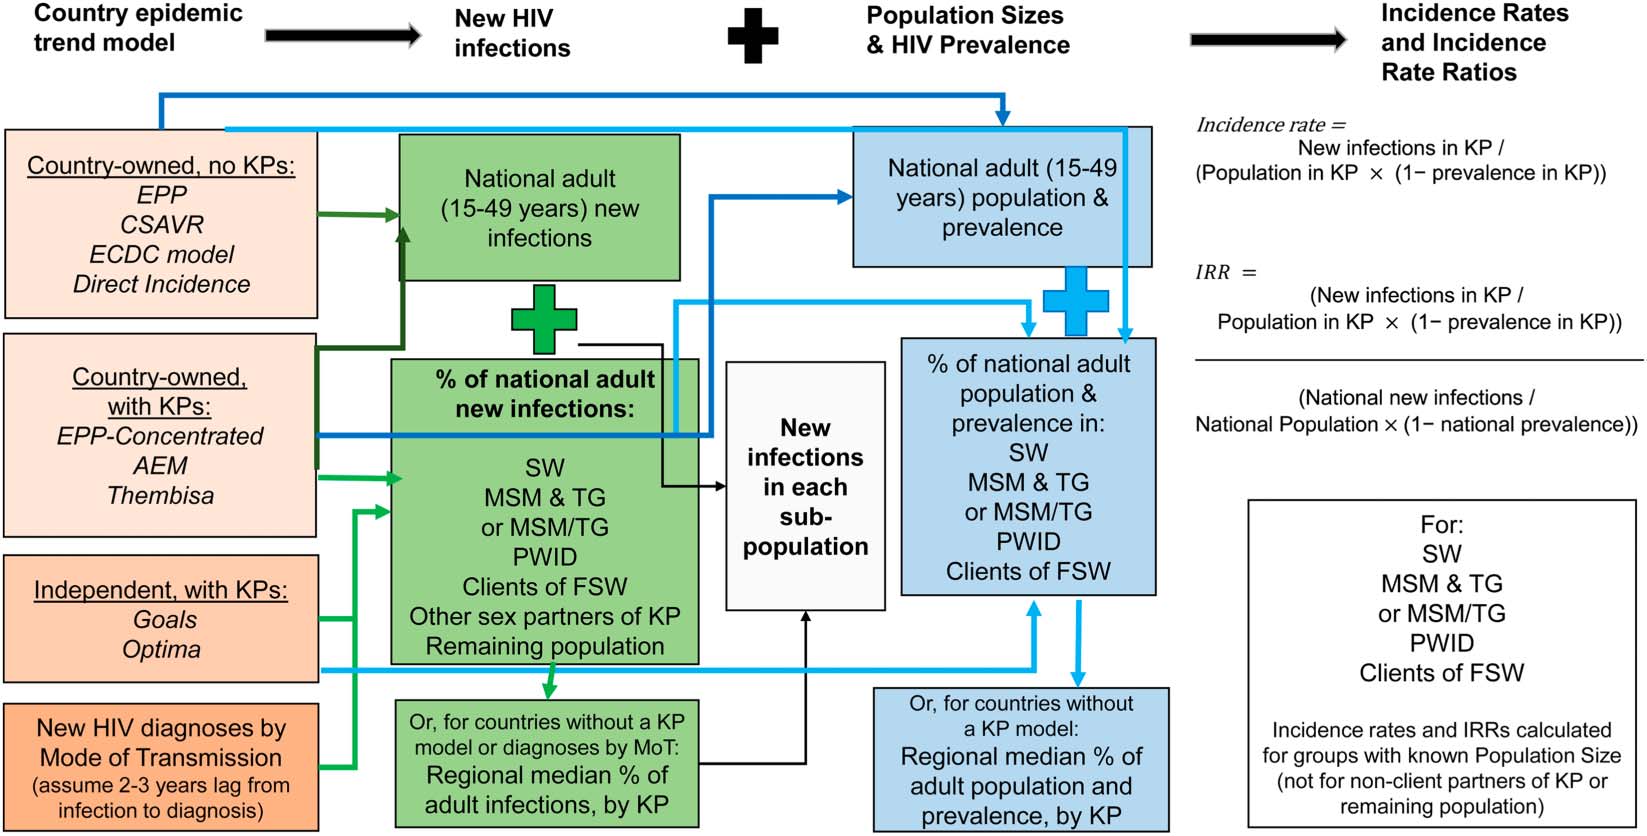 Country epidemic
trend model
New HIV
infections
Population Sizes
& HIV Prevalence
Incidence Rates
and Incidence
Rate Ratios
Country-owned, no KPs:
EPP
CSAVR
ECDC model
Direct Incidence
Country-owned,
with KPs:
EPP-Concentrated
AEM
Thembisa
Independent, with KPs:
Goals
Optima
New HIV diagnoses by
Mode of Transmission
(assume 2-3 years lag from
infection to diagnosis)
National adult
(15-49 years) new
infections
% of national adult
new infections:
SW
MSM & TG
or MSM/TG
PWID
Clients of FSW
Other sex partners of KP
Remaining population
Or, for countries without a KP
model or diagnoses by MoT:
Regional median % of
adult infections, by KP
New
infections
in each
sub-
population
National adult (15-49
years) population &
prevalence
% of national adult
population &
prevalence in:
SW
MSM & TG
or MSM/TG
PWID
Clients of FSW
Or, for countries without
a KP model:
Regional median % of
adult population and
prevalence, by KP
Incidence rate =
New infections in KP /
(Population in KP × (1− prevalence in KP))
IRR =
(New infections in KP /
Population in KP × (1− prevalence in KP))
(National new infections /
National Population × (1− national prevalence))
For:
SW
MSM & TG
or MSM/TG
PWID
Clients of FSW
Incidence rates and IRRs calculated
for groups with known Population Size
(not for non-client partners of KP or
remaining population)